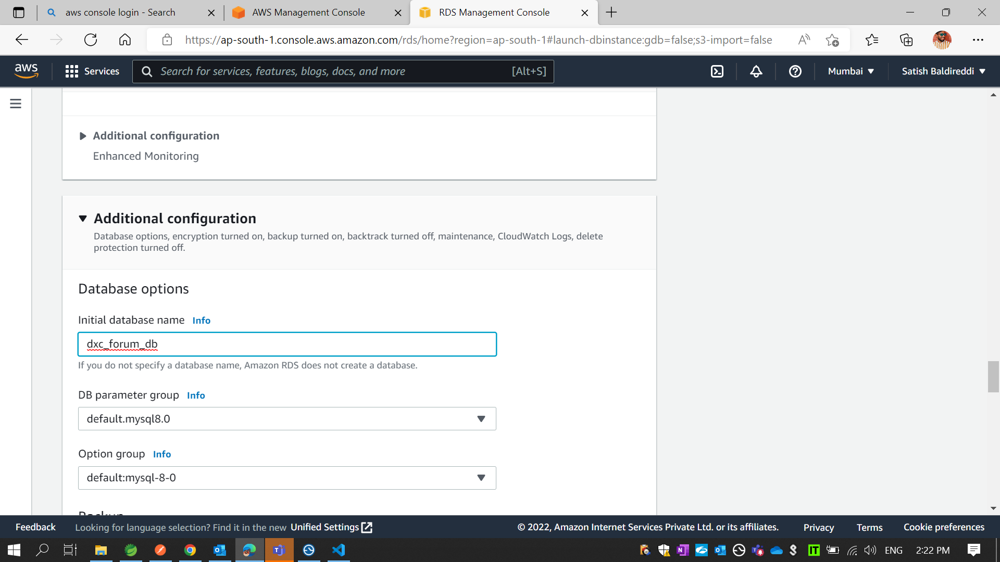 aws console login - Search
AWS Management Console
RDS Management Console
https://ap-south-1.console.aws.amazon.com/rds/home?region=ap-south-1#launch-dbinstance:gdb=false;s3-import=false
aws
Services
Search for services, features, blogs, docs, and more
[Alt+S]
Mumbai
Satish Baldireddi
Additional configuration
Enhanced Monitoring
Additional configuration
Database options, encryption turned on, backup turned on, backtrack turned off, maintenance, CloudWatch Logs, delete
protection turned off.
Database options
Initial database name Info
dxc_forum_db
If you do not specify a database name, Amazon RDS does not create a database.
DB parameter group Info
default.mysql8.0
Option group Info
default:mysql-8-0
Backup
Feedback
Looking for language selection? Find it in the new Unified Settings
© 2022, Amazon Internet Services Private Ltd. or its affiliates.
Privacy
Terms
Cookie preferences
ENG
2:22 PM